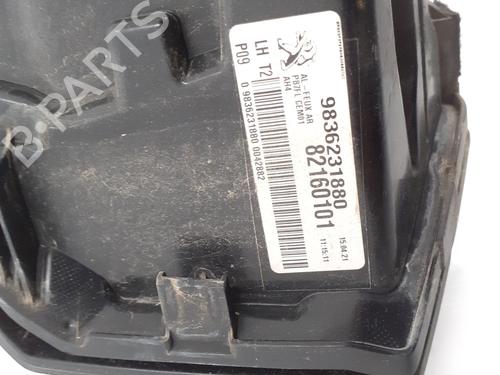 AL-FEUX AR
P87FL CEM01
AH4
LH T2
P09
0 9836231880 0042882
9836231880
82160101
15.04.21
11:15:11
B-PARTS